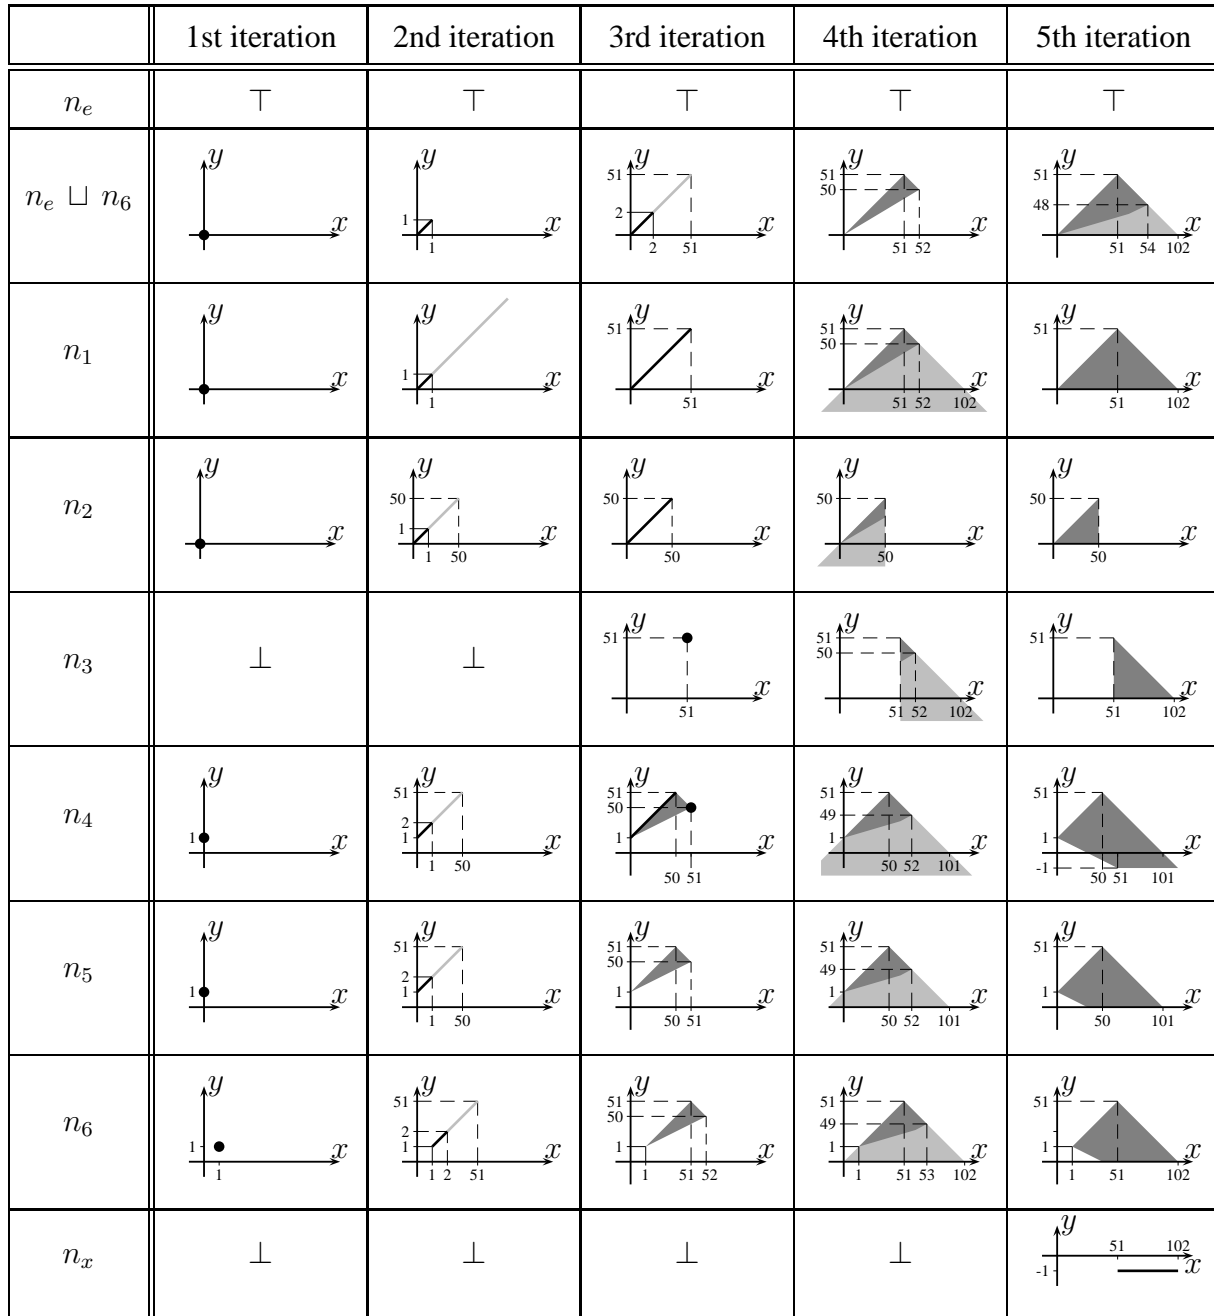 1st iteration 2nd iteration 3rd iteration 4th iteration 5th iteration
n_e ⊤ ⊤ ⊤ ⊤ ⊤
n_e ⊔ n_6
y x
y 1 x 1
y 51 2 x 2 51
y 51 50 x 51 52
y 51 48 x 51 54 102
n_1
y x
y 1 x 1
y 51 x 51
y 51 50 x 51 52 102
y 51 x 51 102
n_2
y x
y 50 1 x 1 50
y 50 x 50
y 50 x 50
y 50 x 50
n_3 ⊥ ⊥
y 51 x 51
y 51 50 x 51 52 102
y 51 x 51 102
n_4
y 1 x
y 51 2 1 x 1 50
y 51 50 1 x 50 51
y 51 49 1 x 50 52 101
y 51 1 x -1 50 51 101
n_5
y 1 x
y 51 2 1 x 1 50
y 51 50 1 x 50 51
y 51 49 1 x 50 52 101
y 51 1 x 50 101
n_6
y 1 x 1
y 51 2 1 x 1 2 51
y 51 50 1 x 1 51 52
y 51 49 1 x 1 51 53 102
y 51 1 x 1 51 102
n_x ⊥ ⊥ ⊥ ⊥
y 51 102 -1 x